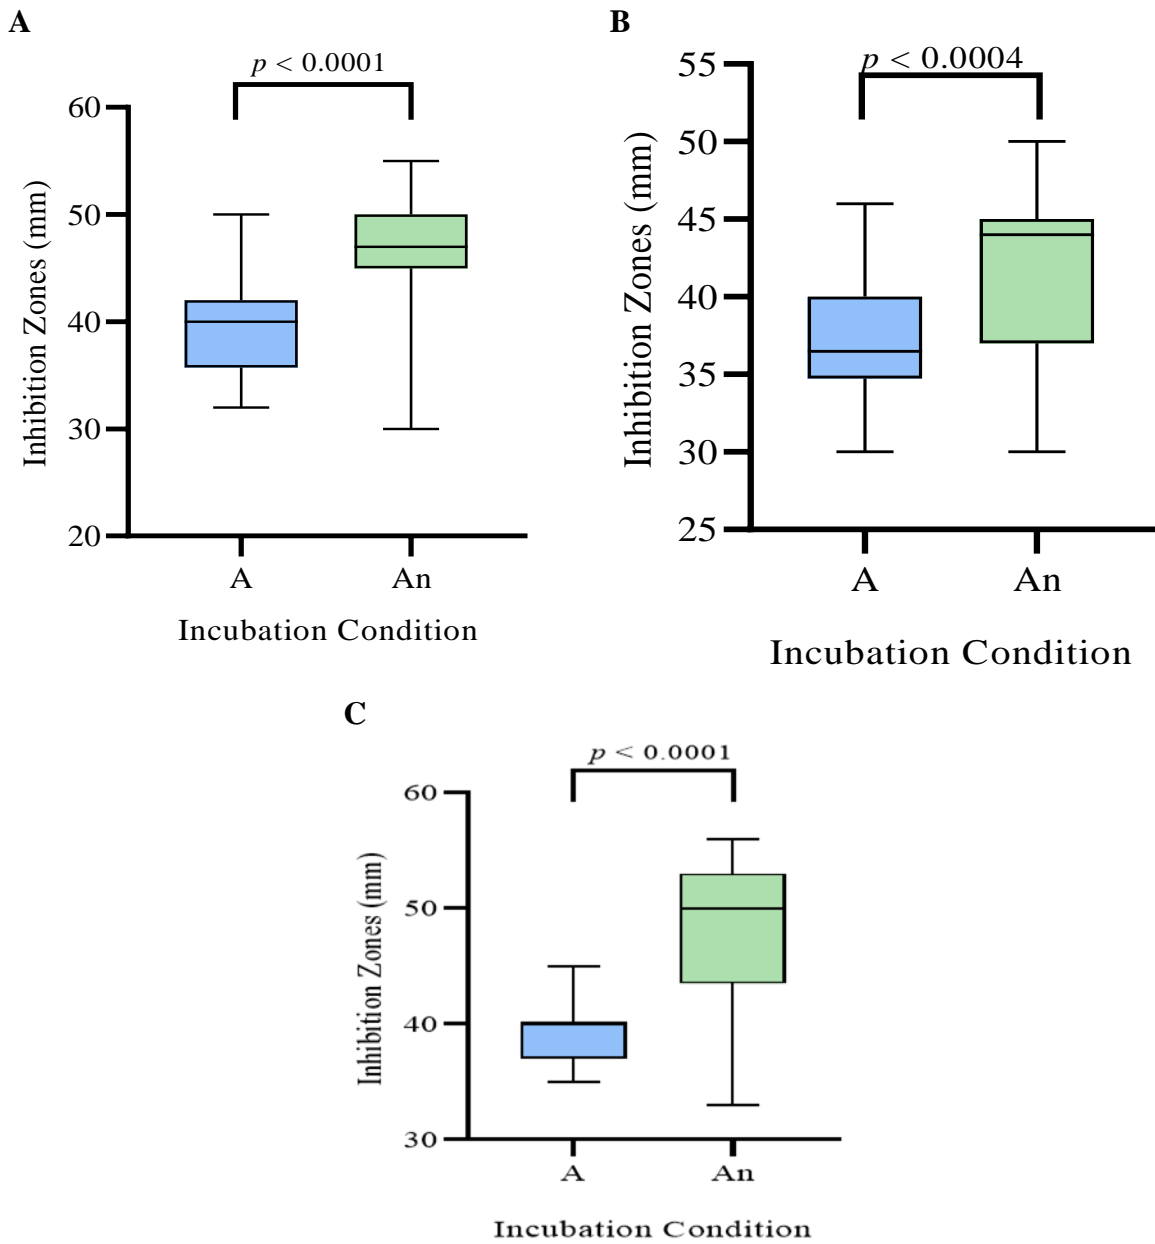 A
p < 0.0001
60
50
40
30
20
Inhibition Zones (mm)
A An
Incubation Condition
B
p < 0.0004
55
50
45
40
35
30
25
Inhibition Zones (mm)
A An
Incubation Condition
C
p < 0.0001
60
50
40
30
Inhibition Zones (mm)
A An
Incubation Condition